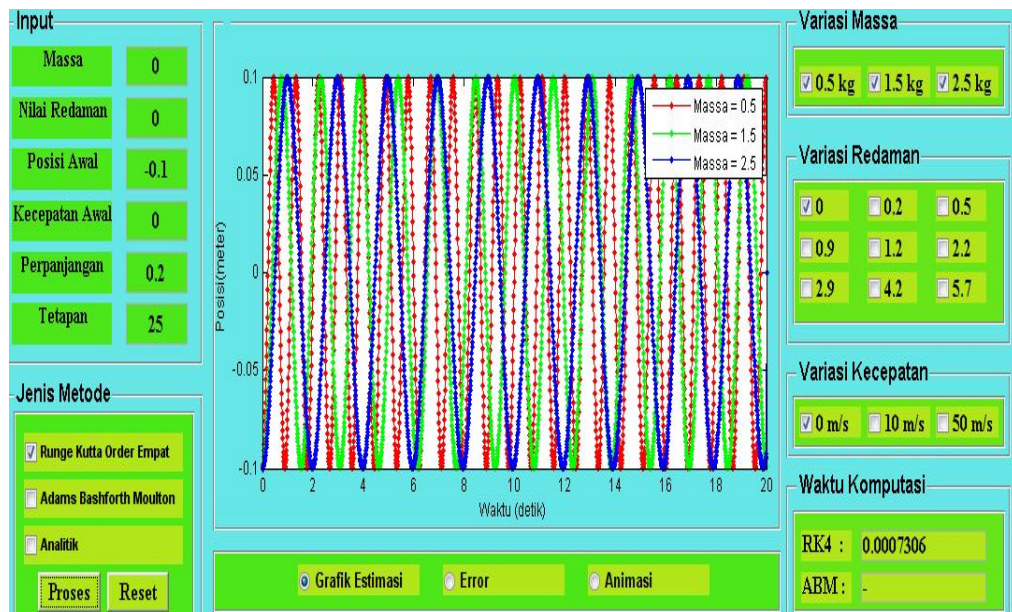 Input
Massa 0
Nilai Redaman 0
Posisi Awal -0.1
Kecepatan Awal 0
Perpanjangan 0.2
Tetapan 25
Jenis Metode
Runge Kutta Order Empat
Adams Bashforth Moulton
Analitik
Proses Reset
0.1
0.05
0
-0.05
-0.1
Posisi(meter)
0 2 4 6 8 10 12 14 16 18 20
Waktu (detik)
Massa = 0.5
Massa = 1.5
Massa = 2.5
Grafik Estimasi Error Animasi
Variasi Massa
0.5 kg 1.5 kg 2.5 kg
Variasi Redaman
0 0.2 0.5
0.9 1.2 2.2
2.9 4.2 5.7
Variasi Kecepatan
0 m/s 10 m/s 50 m/s
Waktu Komputasi
RK4 : 0.0007306
ABM : -